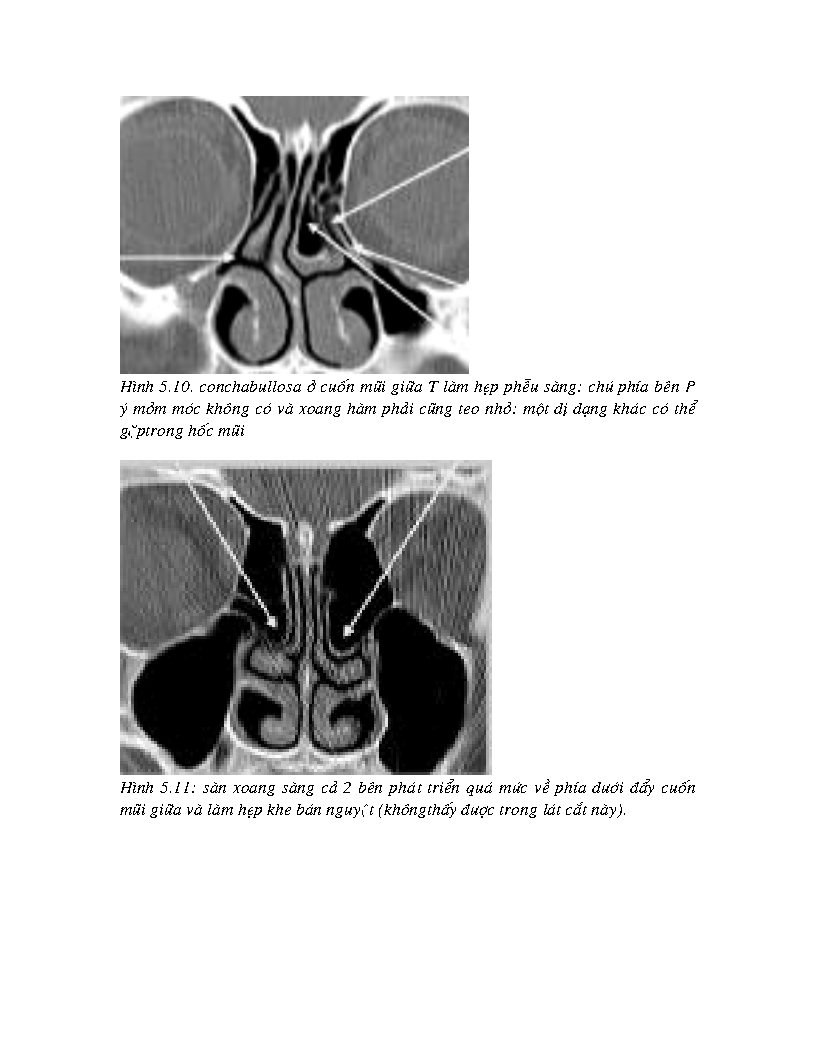 Hình 5.10. conchabullosa ở cuốn mũi giữa T làm hẹp phễu sàng: chú phía bên P
ý mỏm móc không có và xoang hàm phải cũng teo nhỏ: một dị dạng khác có thể
gặptrong hốc mũi
Hình 5.11: sàn xoang sàng cả 2 bên phát triển quá mức về phía dưới đẩy cuốn
mũi giữa và làm hẹp khe bán nguyệt (khôngthấy được trong lát cắt này).